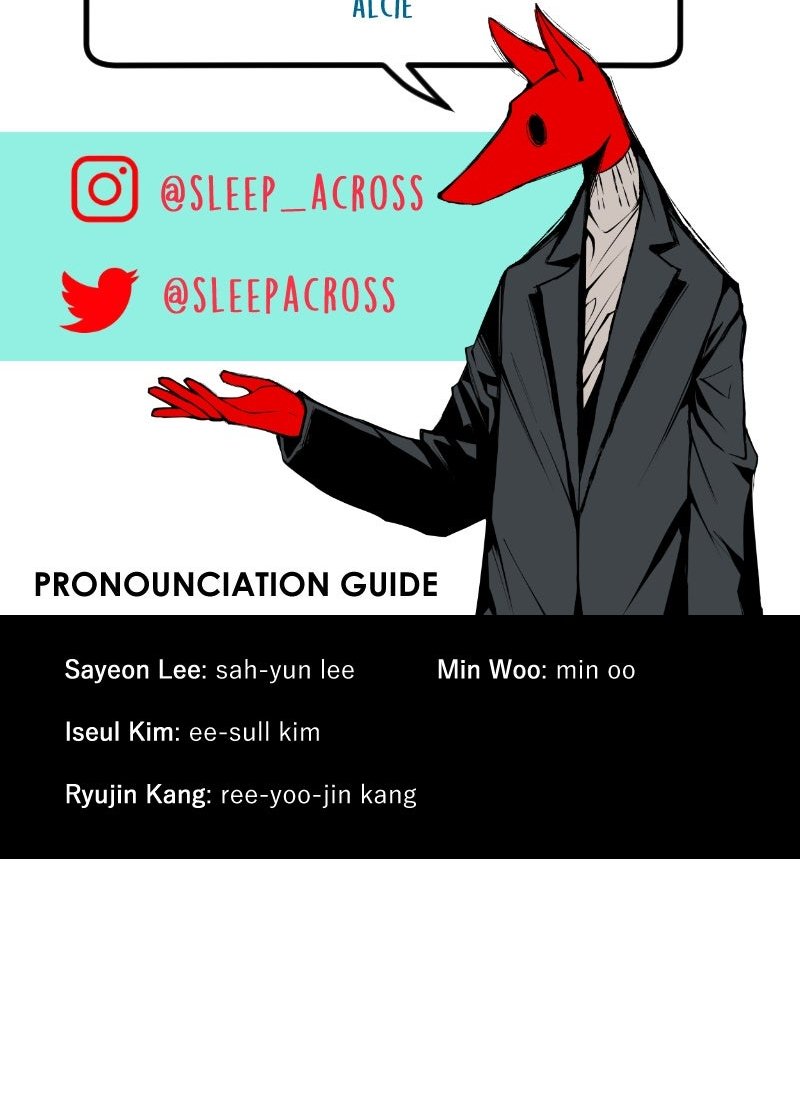 ALCIE
@SLEEP_ACROSS
@SLEEPACROSS
PRONOUNCIATION GUIDE
Sayeon Lee: sah-yun lee
Min Woo: min oo
Iseul Kim: ee-sull kim
Ryujin Kang: ree-yoo-jin kang